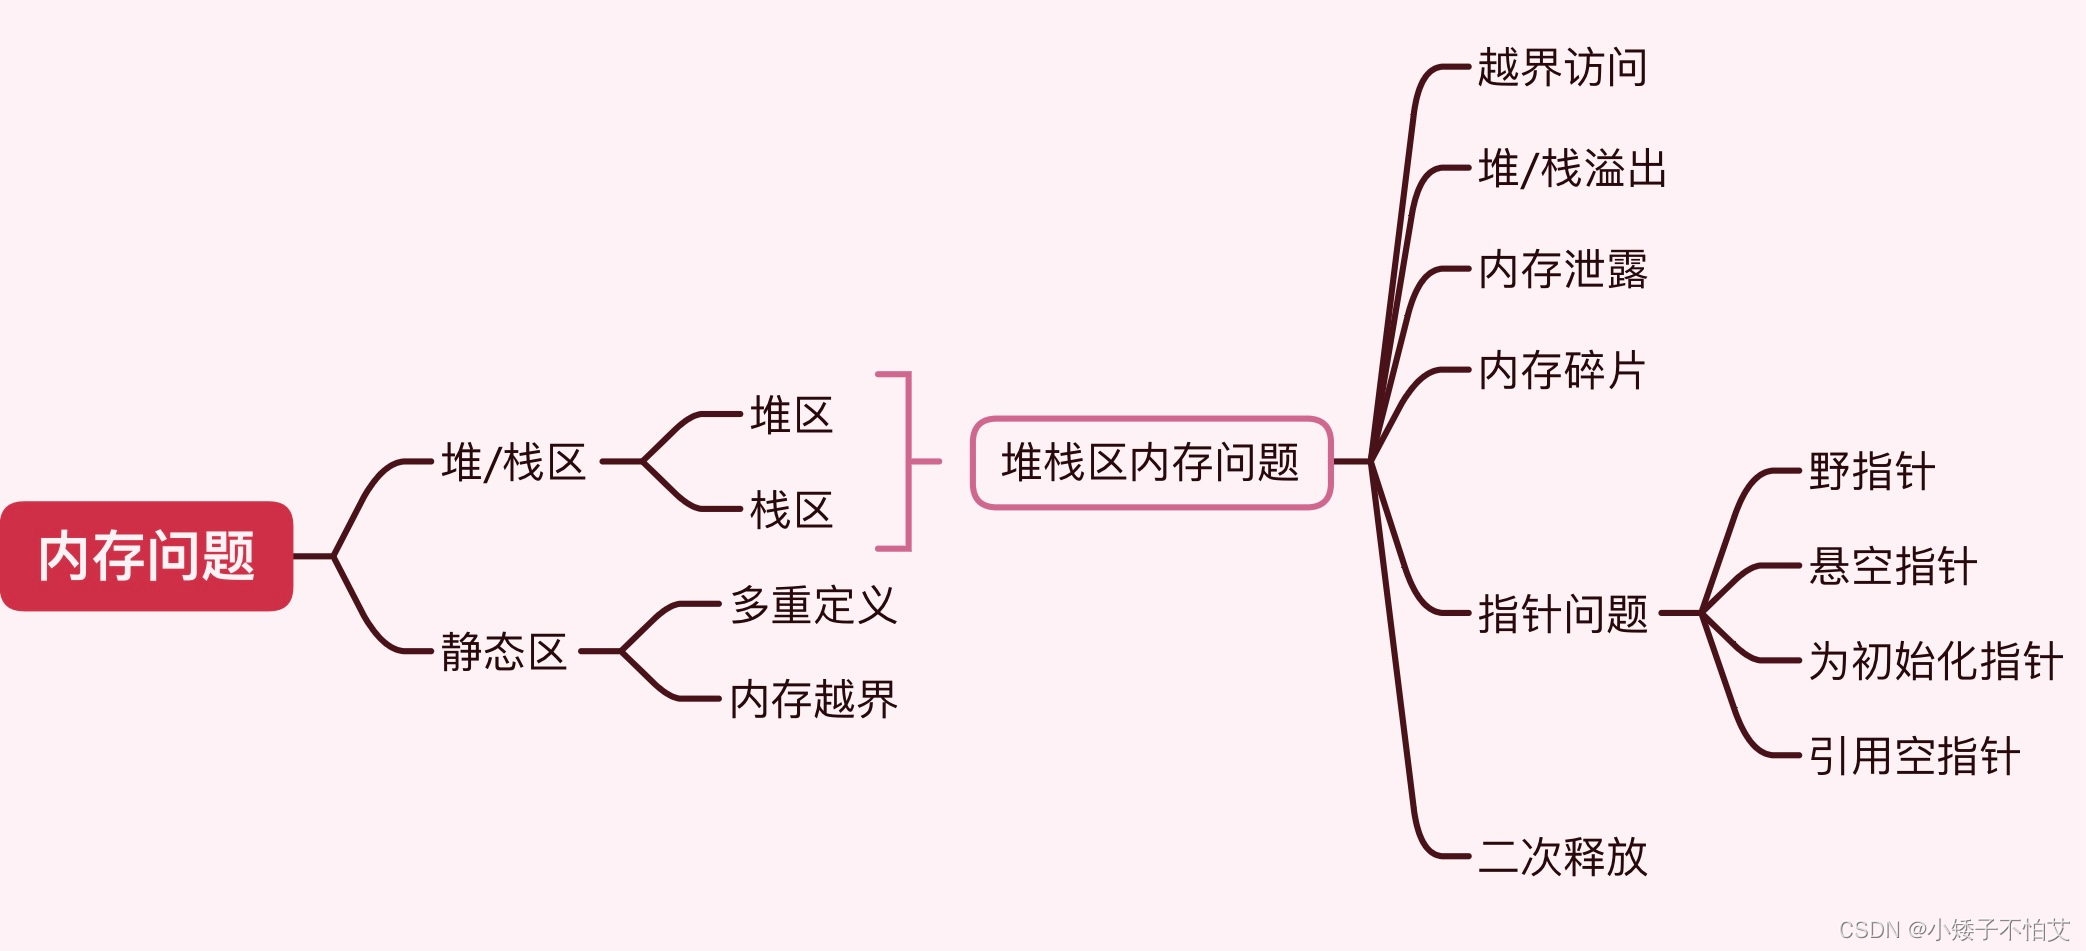 内存问题
堆/栈区
堆区
栈区
静态区
多重定义
内存越界
堆栈区内存问题
越界访问
堆/栈溢出
内存泄露
内存碎片
指针问题
野指针
悬空指针
为初始化指针
引用空指针
二次释放
CSDN @小矮子不怕艾